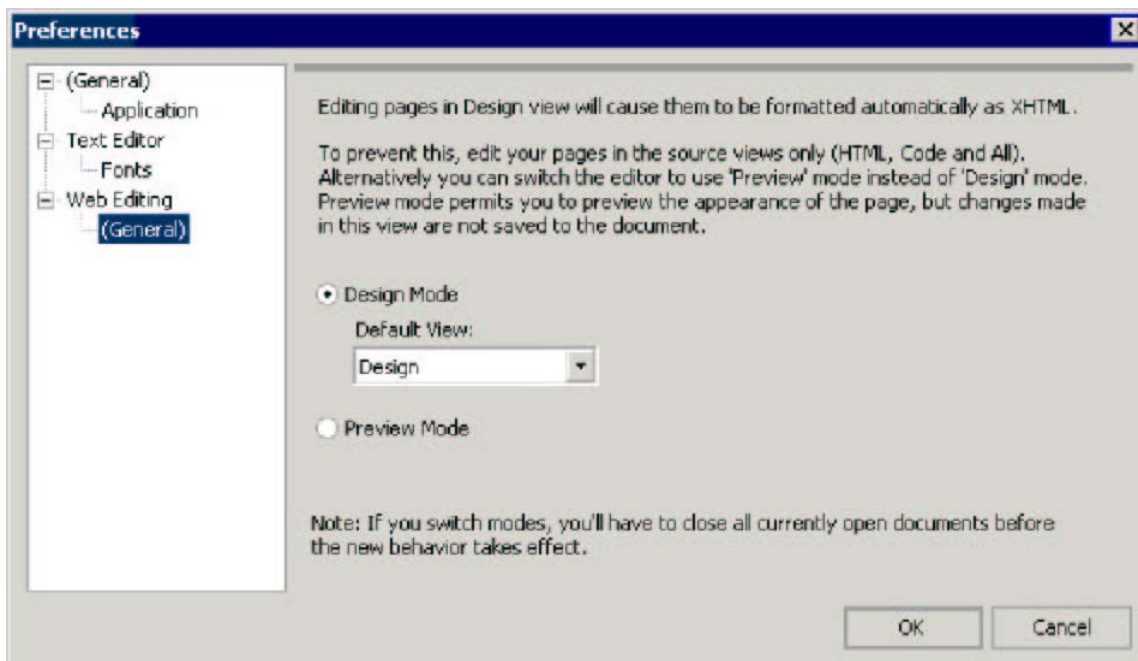 Preferences
(General)
Application
Text Editor
Fonts
Web Editing
(General)
Editing pages in Design view will cause them to be formatted automatically as XHTML.
To prevent this, edit your pages in the source views only (HTML, Code and All).
Alternatively you can switch the editor to use 'Preview' mode instead of 'Design' mode.
Preview mode permits you to preview the appearance of the page, but changes made
in this view are not saved to the document.
Design Mode
Default View:
Design
Preview Mode
Note: If you switch modes, you'll have to close all currently open documents before
the new behavior takes effect.
OK
Cancel